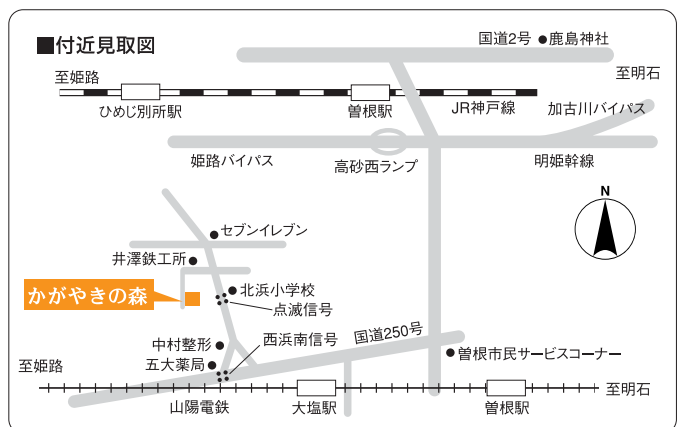 ■付近見取図
国道2号
鹿島神社
至姫路
至明石
ひめじ別所駅
曽根駅
JR神戸線
加古川バイパス
姫路バイパス
高砂西ランプ
明姫幹線
N
セブンイレブン
井澤鉄工所
かがやきの森
北浜小学校
点滅信号
中村整形
西浜南信号
国道250号
五大薬局
曽根市民サービスコーナー
至姫路
至明石
山陽電鉄
大塩駅
曽根駅